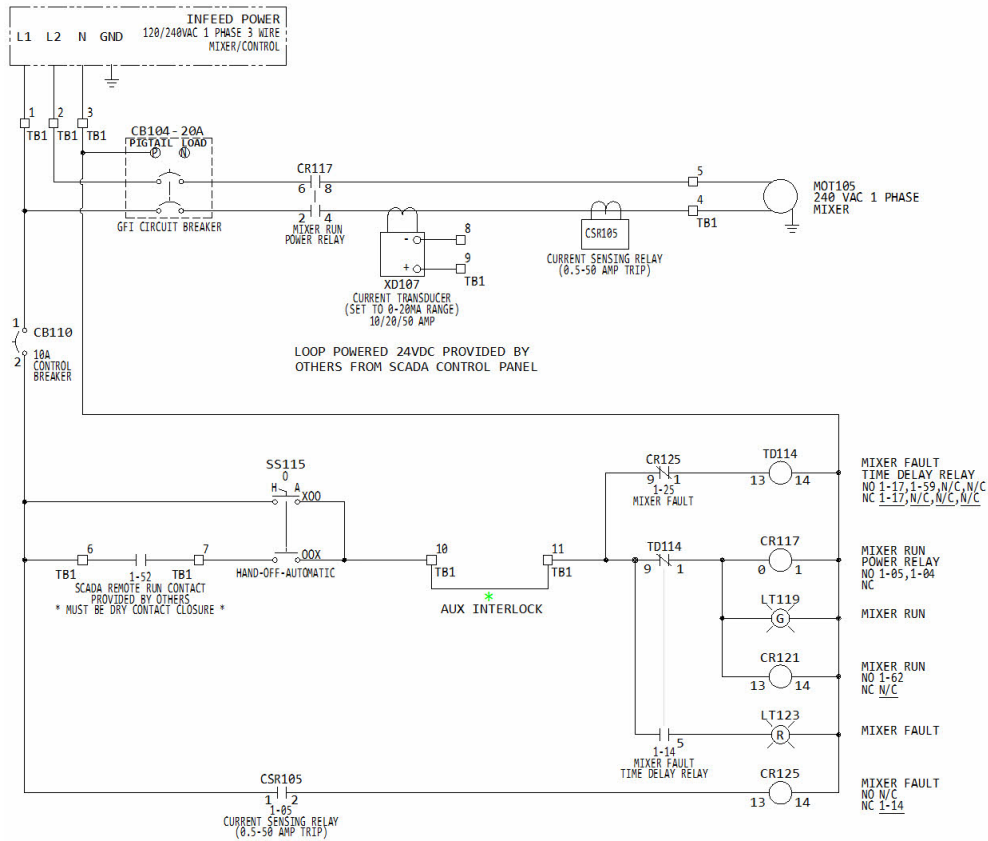 INFEED POWER
L1 L2 N GND 120/240VAC 1 PHASE 3 WIRE
MIXER/CONTROL
1 2 3
TB1 TB1 TB1
CB104-20A
PIGTAIL LOAD
P N
GFI CIRCUIT BREAKER
CR117
6 8
2 4
MIXER RUN
POWER RELAY
5
4
TB1
MOT105
240 VAC 1 PHASE
MIXER
- 8
+ 9
TB1
XD107
CURRENT TRANSDUCER
(SET TO 0-20MA RANGE)
10/20/50 AMP
CSR105
CURRENT SENSING RELAY
(0.5-50 AMP TRIP)
LOOP POWERED 24VDC PROVIDED BY
OTHERS FROM SCADA CONTROL PANEL
1
CB110
2
10A
CONTROL
BREAKER
SS115
O
H A
XOO
OOX
HAND-OFF-AUTOMATIC
6 7
TB1 TB1
1-52
SCADA REMOTE RUN CONTACT
PROVIDED BY OTHERS
* MUST BE DRY CONTACT CLOSURE *
10 11
TB1 TB1
*
AUX INTERLOCK
CR125
9 1
1-25
MIXER FAULT
TD114
13 14
MIXER FAULT
TIME DELAY RELAY
NO 1-17,1-59,N/C,N/C
NC 1-17,N/C,N/C,N/C
TD114
9 1
CR117
0 1
MIXER RUN
POWER RELAY
NO 1-05,1-04
NC
LT119
G
MIXER RUN
CR121
13 14
MIXER RUN
NO 1-62
NC N/C
LT123
R
MIXER FAULT
5
1-14
MIXER FAULT
TIME DELAY RELAY
CSR105
1 2
1-05
CURRENT SENSING RELAY
(0.5-50 AMP TRIP)
CR125
13 14
MIXER FAULT
NO N/C
NC 1-14